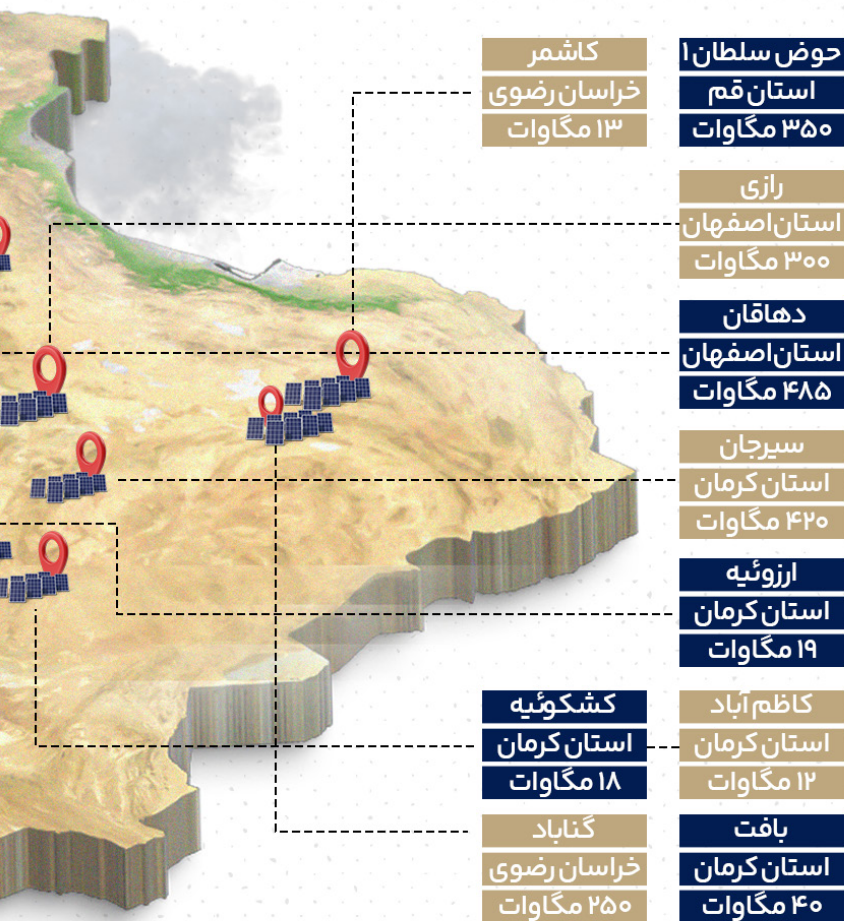 حوض سلطان ۱
استان قم
۳۵۰ مگاوات
کاشمر
خراسان رضوی
۱۳ مگاوات
رازی
استان اصفهان
۳۰۰ مگاوات
دهاقان
استان اصفهان
۴۸۵ مگاوات
سیرجان
استان کرمان
۴۲۰ مگاوات
ارزوئیه
استان کرمان
۱۹ مگاوات
کاظم آباد
استان کرمان
۱۲ مگاوات
کشکوئیه
استان کرمان
۱۸ مگاوات
بافت
استان کرمان
۴۰ مگاوات
گناباد
خراسان رضوی
۲۵۰ مگاوات